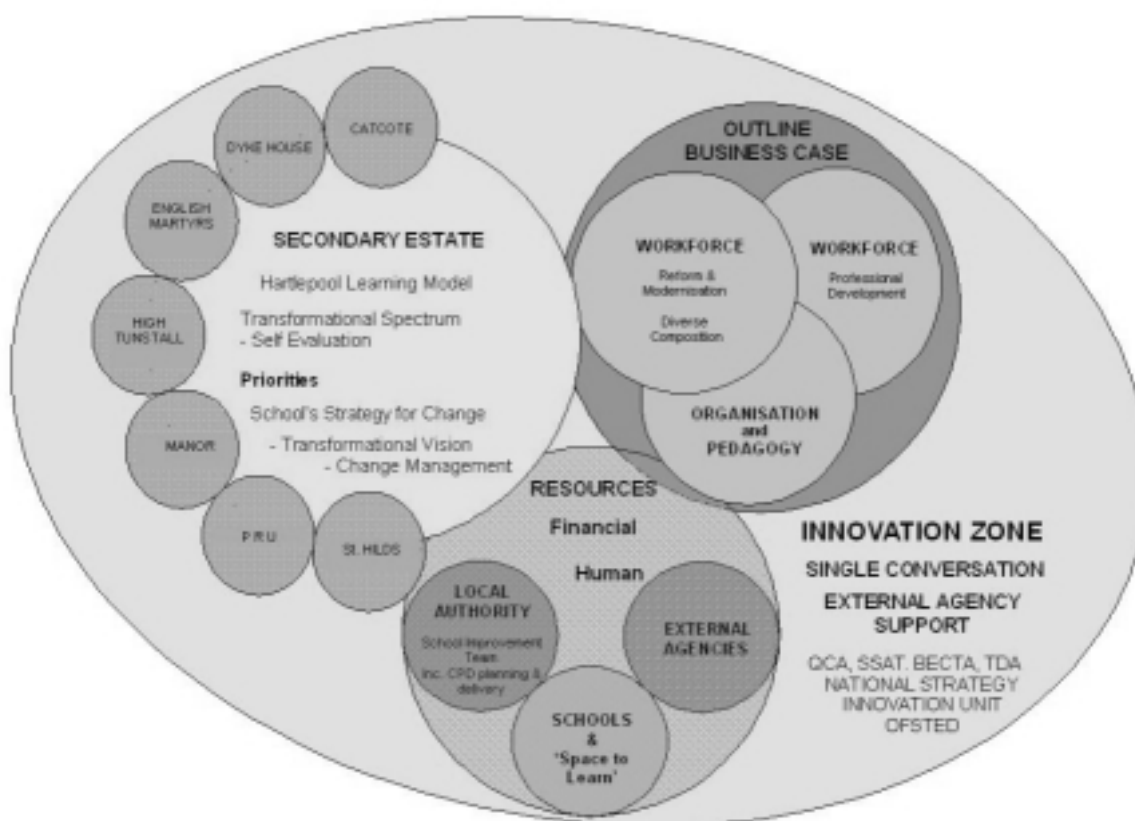 CATCOTE
DYKE HOUSE
ENGLISH
MARTYRS
HIGH
TUNSTALL
MANOR
P R U
St. HILDS
SECONDARY ESTATE
Hartlepool Learning Model
Transformational Spectrum
- Self Evaluation
Priorities
School's Strategy for Change
- Transformational Vision
- Change Management
OUTLINE
BUSINESS CASE
WORKFORCE
Reform &
Modernisation
Diverse
Composition
WORKFORCE
Professional
Development
ORGANISATION
and
PEDAGOGY
RESOURCES
Financial
Human
LOCAL
AUTHORITY
School Improvement
Team
inc. CPD planning &
delivery
EXTERNAL
AGENCIES
SCHOOLS
&
'Space to
Learn'
INNOVATION ZONE
SINGLE CONVERSATION
EXTERNAL AGENCY
SUPPORT
QCA, SSAT. BECTA, TDA
NATIONAL STRATEGY
INNOVATION UNIT
OFSTED